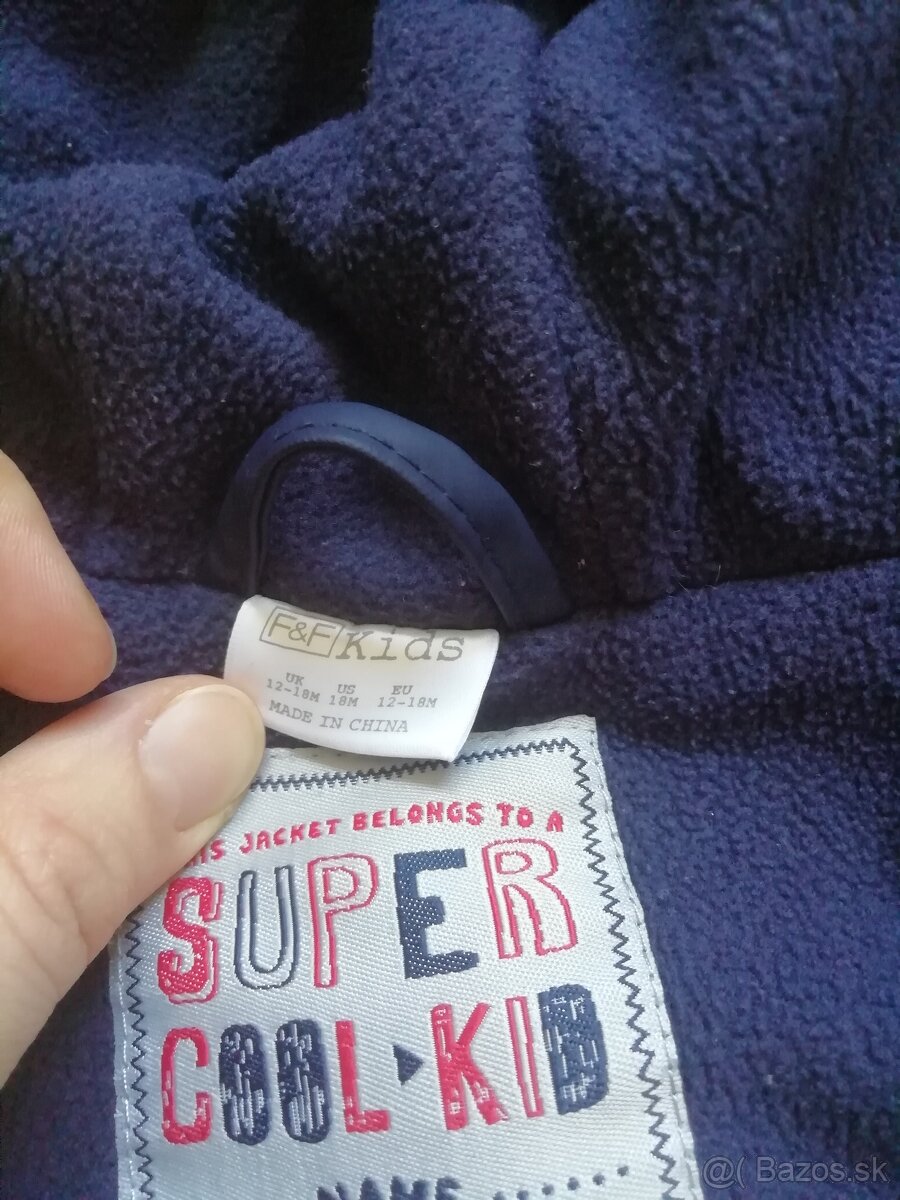 F&F Kids
UK US EU
12-18M 18M 12-18M
MADE IN CHINA
JACKET BELONGS TO A
SUPER
COOL KID
NAME ......
@( Bazos.sk